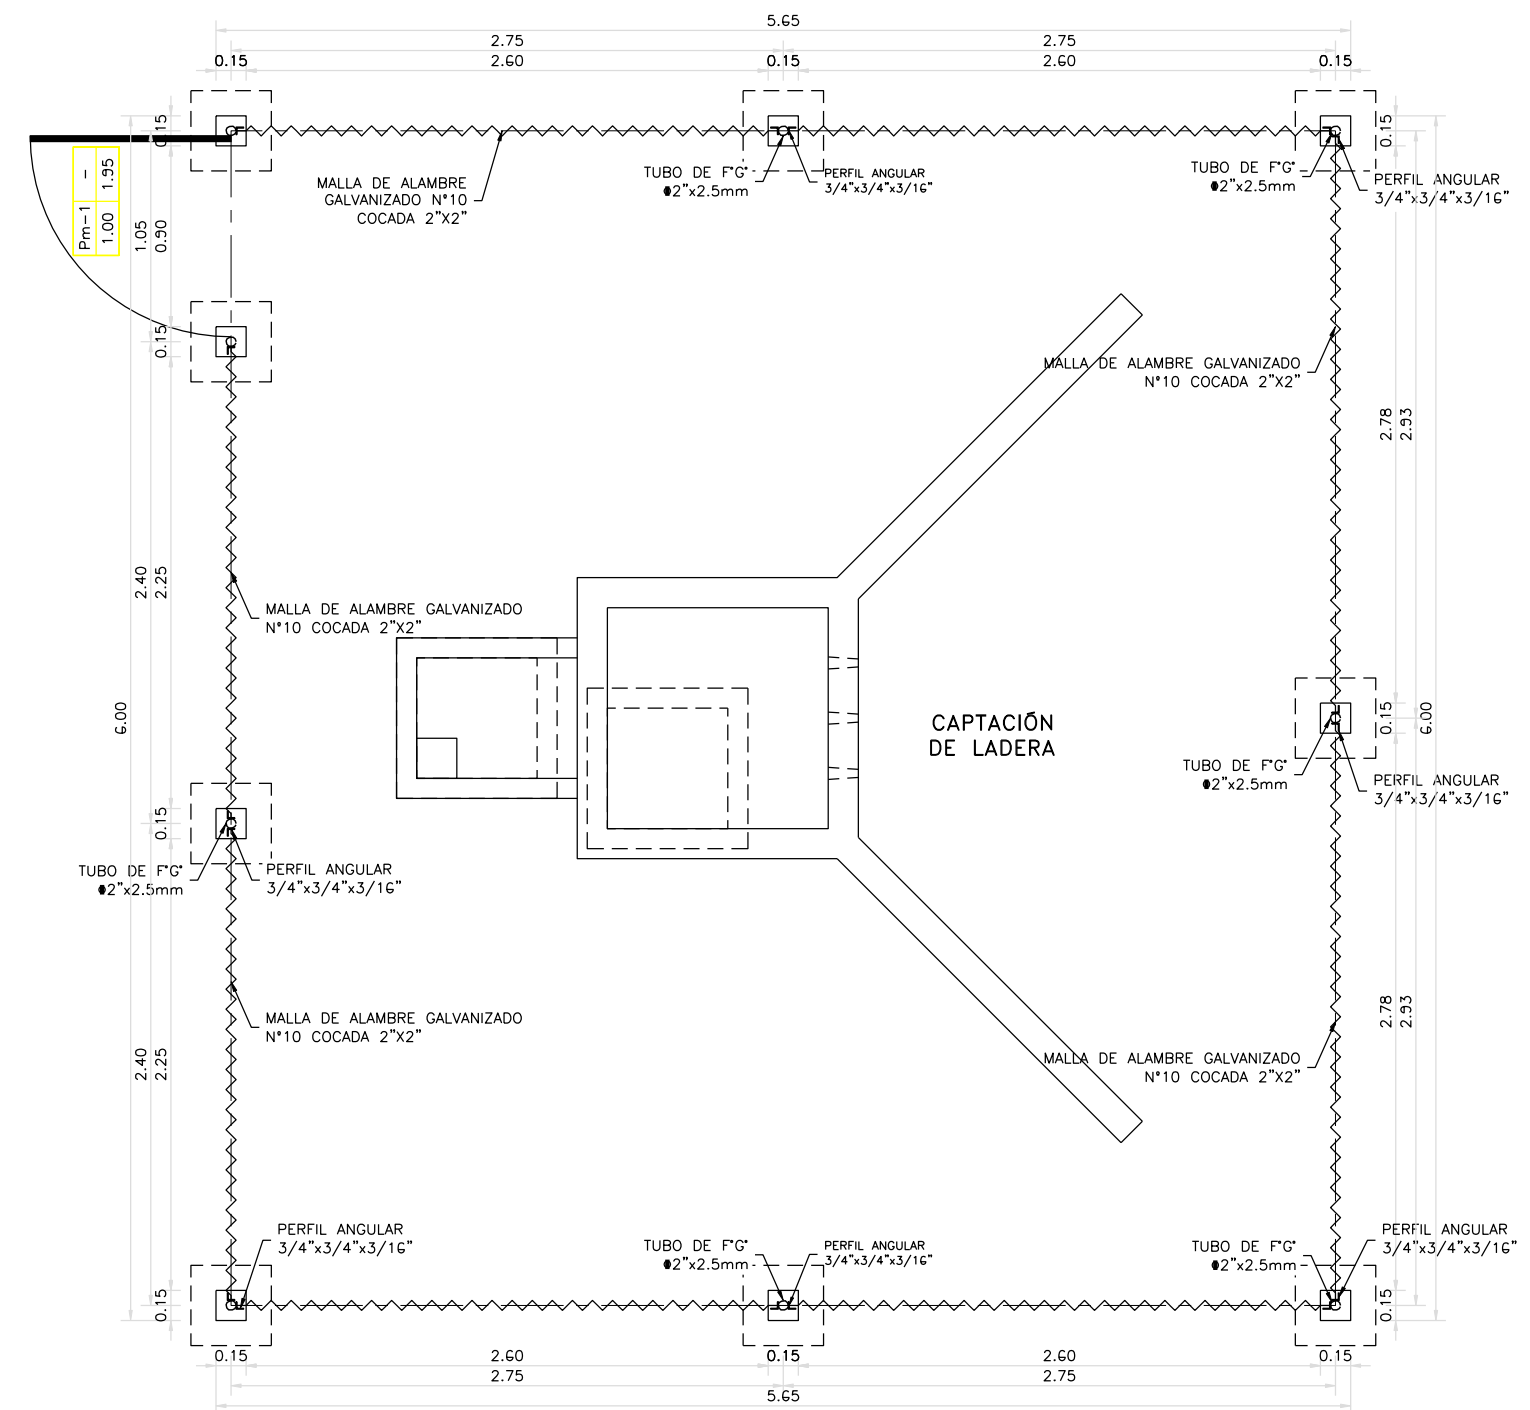 5.65
2.75
2.75
0.15
2.60
0.15
2.60
0.15
0.15
Pm-1
-
1.00
1.95
1.05
0.90
MALLA DE ALAMBRE
GALVANIZADO N°10
COCADA 2"X2"
TUBO DE F°G°
Φ2"x2.5mm
PERFIL ANGULAR
3/4"x3/4"x3/16"
TUBO DE F°G°
Φ2"x2.5mm
0.15
PERFIL ANGULAR
3/4"x3/4"x3/16"
0.15
MALLA DE ALAMBRE GALVANIZADO
N°10 COCADA 2"X2"
2.78
2.93
2.40
2.25
MALLA DE ALAMBRE GALVANIZADO
N°10 COCADA 2"X2"
6.00
CAPTACIÓN
DE LADERA
0.15
6.00
TUBO DE F°G°
Φ2"x2.5mm
PERFIL ANGULAR
3/4"x3/4"x3/16"
0.15
TUBO DE F°G°
Φ2"x2.5mm
PERFIL ANGULAR
3/4"x3/4"x3/16"
MALLA DE ALAMBRE GALVANIZADO
N°10 COCADA 2"X2"
2.40
2.25
2.78
2.93
MALLA DE ALAMBRE GALVANIZADO
N°10 COCADA 2"X2"
PERFIL ANGULAR
3/4"x3/4"x3/16"
TUBO DE F°G°
Φ2"x2.5mm
PERFIL ANGULAR
3/4"x3/4"x3/16"
TUBO DE F°G°
Φ2"x2.5mm
PERFIL ANGULAR
3/4"x3/4"x3/16"
0.15
0.15
0.15
2.60
0.15
2.60
0.15
2.75
2.75
5.65